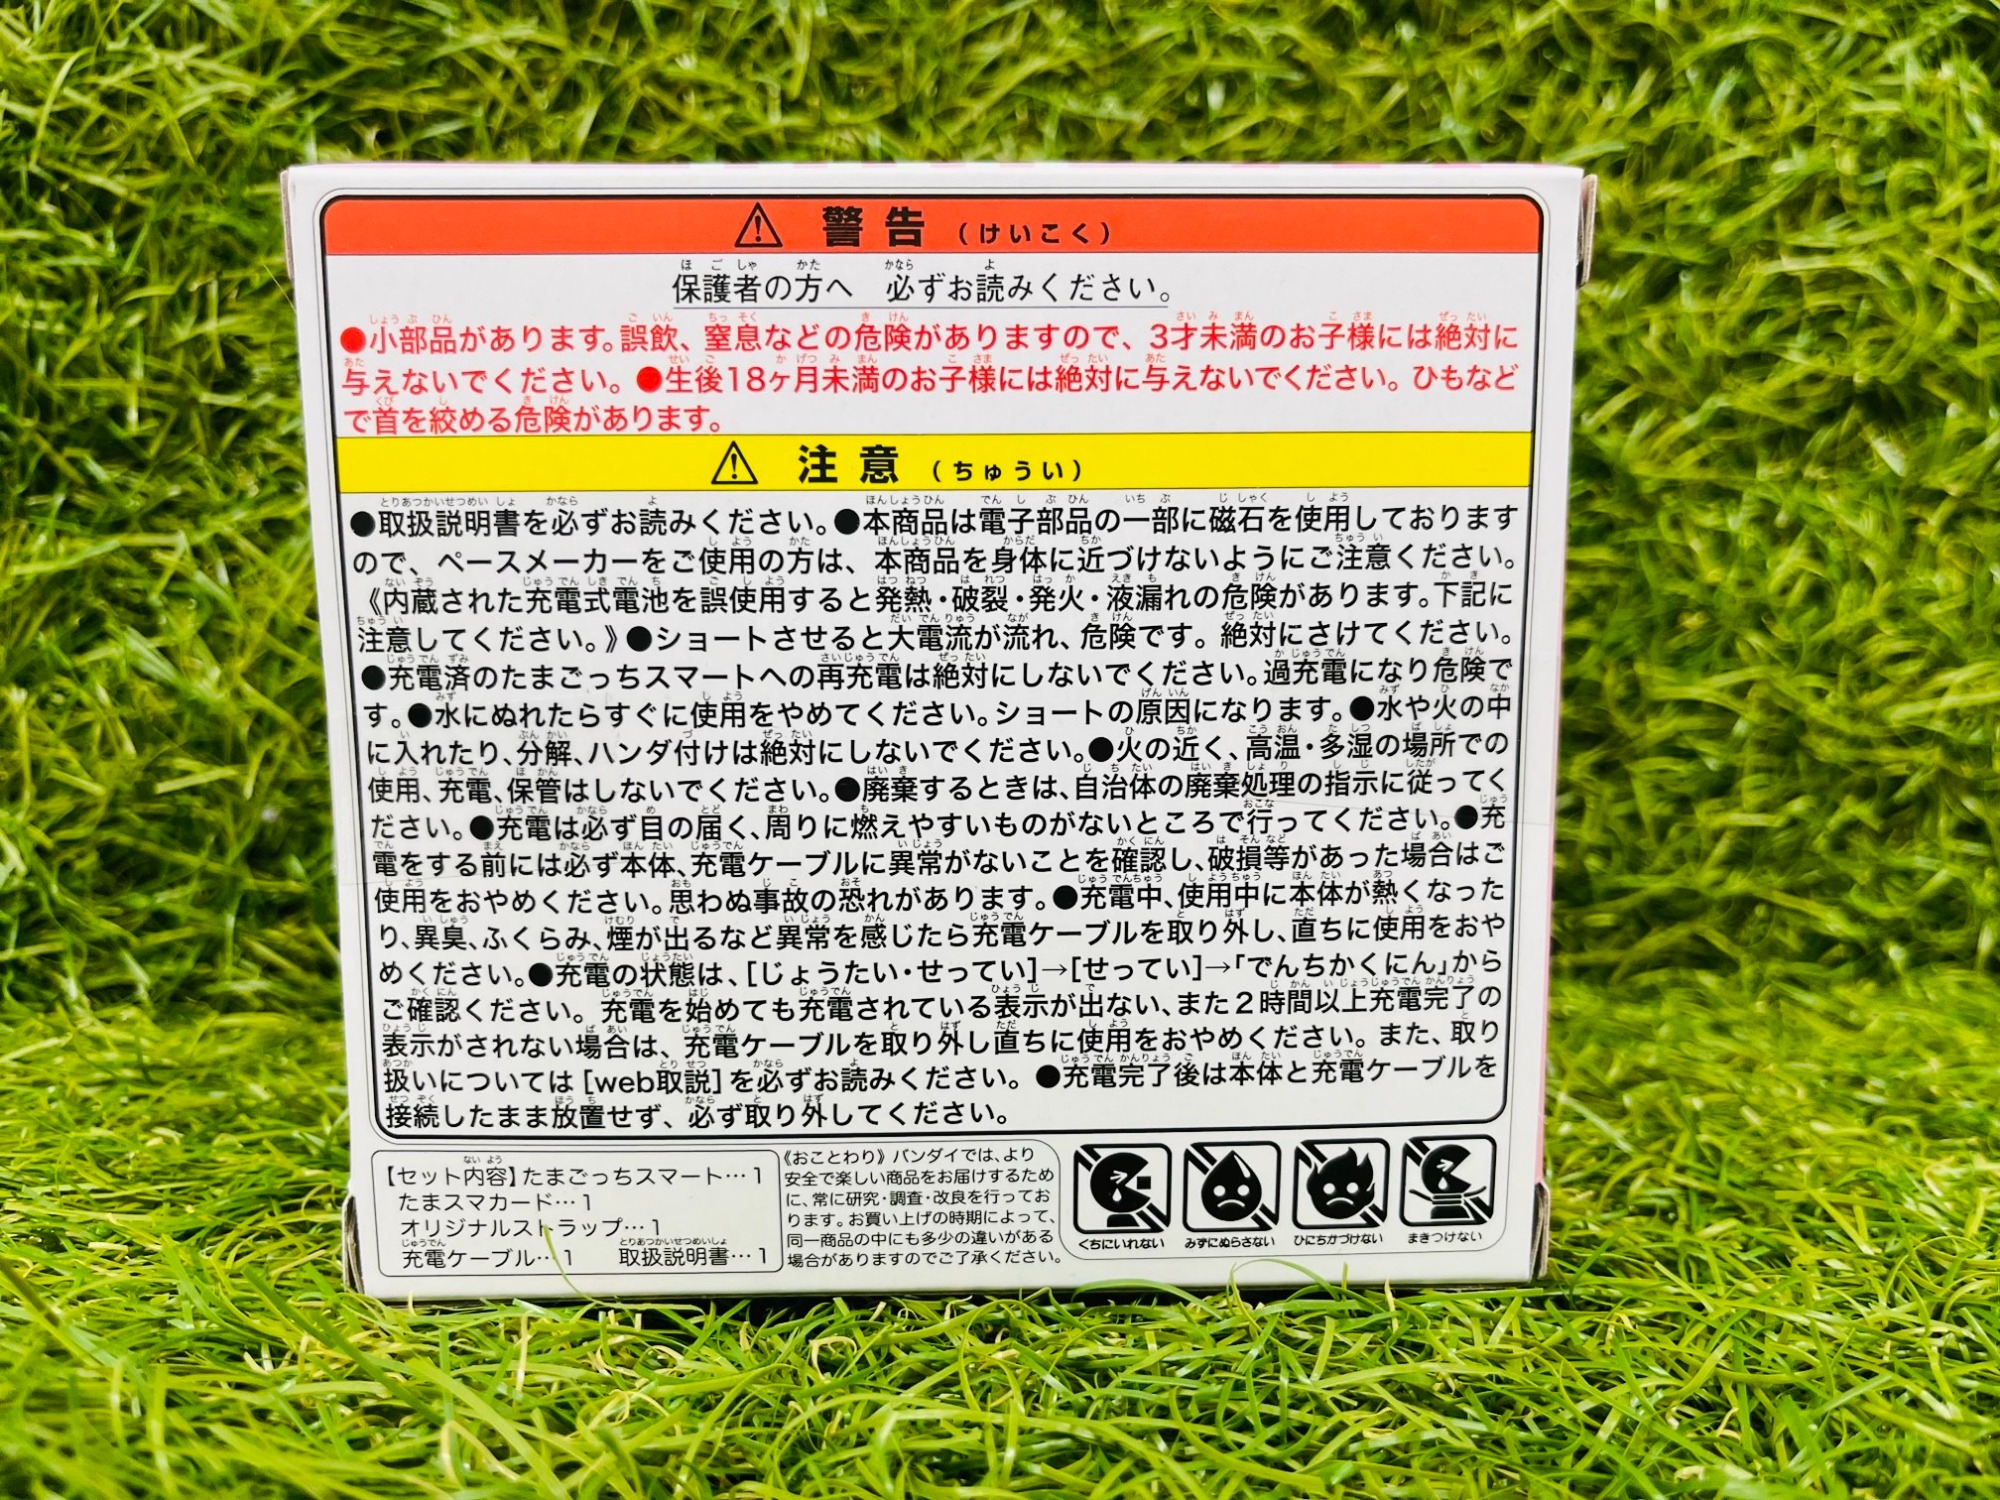 警告（けいこく）
保護者の方へ 必ずお読みください。
●小部品があります。誤飲、窒息などの危険がありますので、3才未満のお子様には絶対に
与えないでください。●生後18ヶ月未満のお子様には絶対に与えないでください。ひもなど
で首を絞める危険があります。
注意（ちゅうい）
●取扱説明書を必ずお読みください。●本商品は電子部品の一部に磁石を使用しております
ので、ペースメーカーをご使用の方は、本商品を身体に近づけないようにご注意ください。
《内蔵された充電式電池を誤使用すると発熱・破裂・発火・液漏れの危険があります。下記に
注意してください。》●ショートさせると大電流が流れ、危険です。絶対にさけてください。
●充電済のたまごっちスマートへの再充電は絶対にしないでください。過充電になり危険で
す。●水にぬれたらすぐに使用をやめてください。ショートの原因になります。●水や火の中
に入れたり、分解、ハンダ付けは絶対にしないでください。●火の近く、高温・多湿の場所での
使用、充電、保管はしないでください。●廃棄するときは、自治体の廃棄処理の指示に従ってく
ださい。●充電は必ず目の届く、周りに燃えやすいものがないところで行ってください。●充
電をする前には必ず本体、充電ケーブルに異常がないことを確認し、破損等があった場合はご
使用をおやめください。思わぬ事故の恐れがあります。●充電中、使用中に本体が熱くなった
り、異臭、ふくらみ、煙が出るなど異常を感じたら充電ケーブルを取り外し、直ちに使用をおや
めください。●充電の状態は、[じょうたい・せってい]→[せってい]→「でんちかくにん」から
ご確認ください。充電を始めても充電されている表示が出ない、また2時間以上充電完了の
表示がされない場合は、充電ケーブルを取り外し直ちに使用をおやめください。また、取り
扱いについては[web取説]を必ずお読みください。●充電完了後は本体と充電ケーブルを
接続したまま放置せず、必ず取り外してください。
【セット内容】たまごっちスマート…1
たまスマカード…1
オリジナルストラップ…1
充電ケーブル…1 取扱説明書…1
《おことわり》バンダイでは、より
安全で楽しい商品をお届けするため
に、常に研究・調査・改良を行ってお
ります。お買い上げの時期によって、
同一商品の中にも多少の違いがある
場合がありますのでご了承ください。
くちにいれない みずにぬらさない ひにちかづけない まきつけない